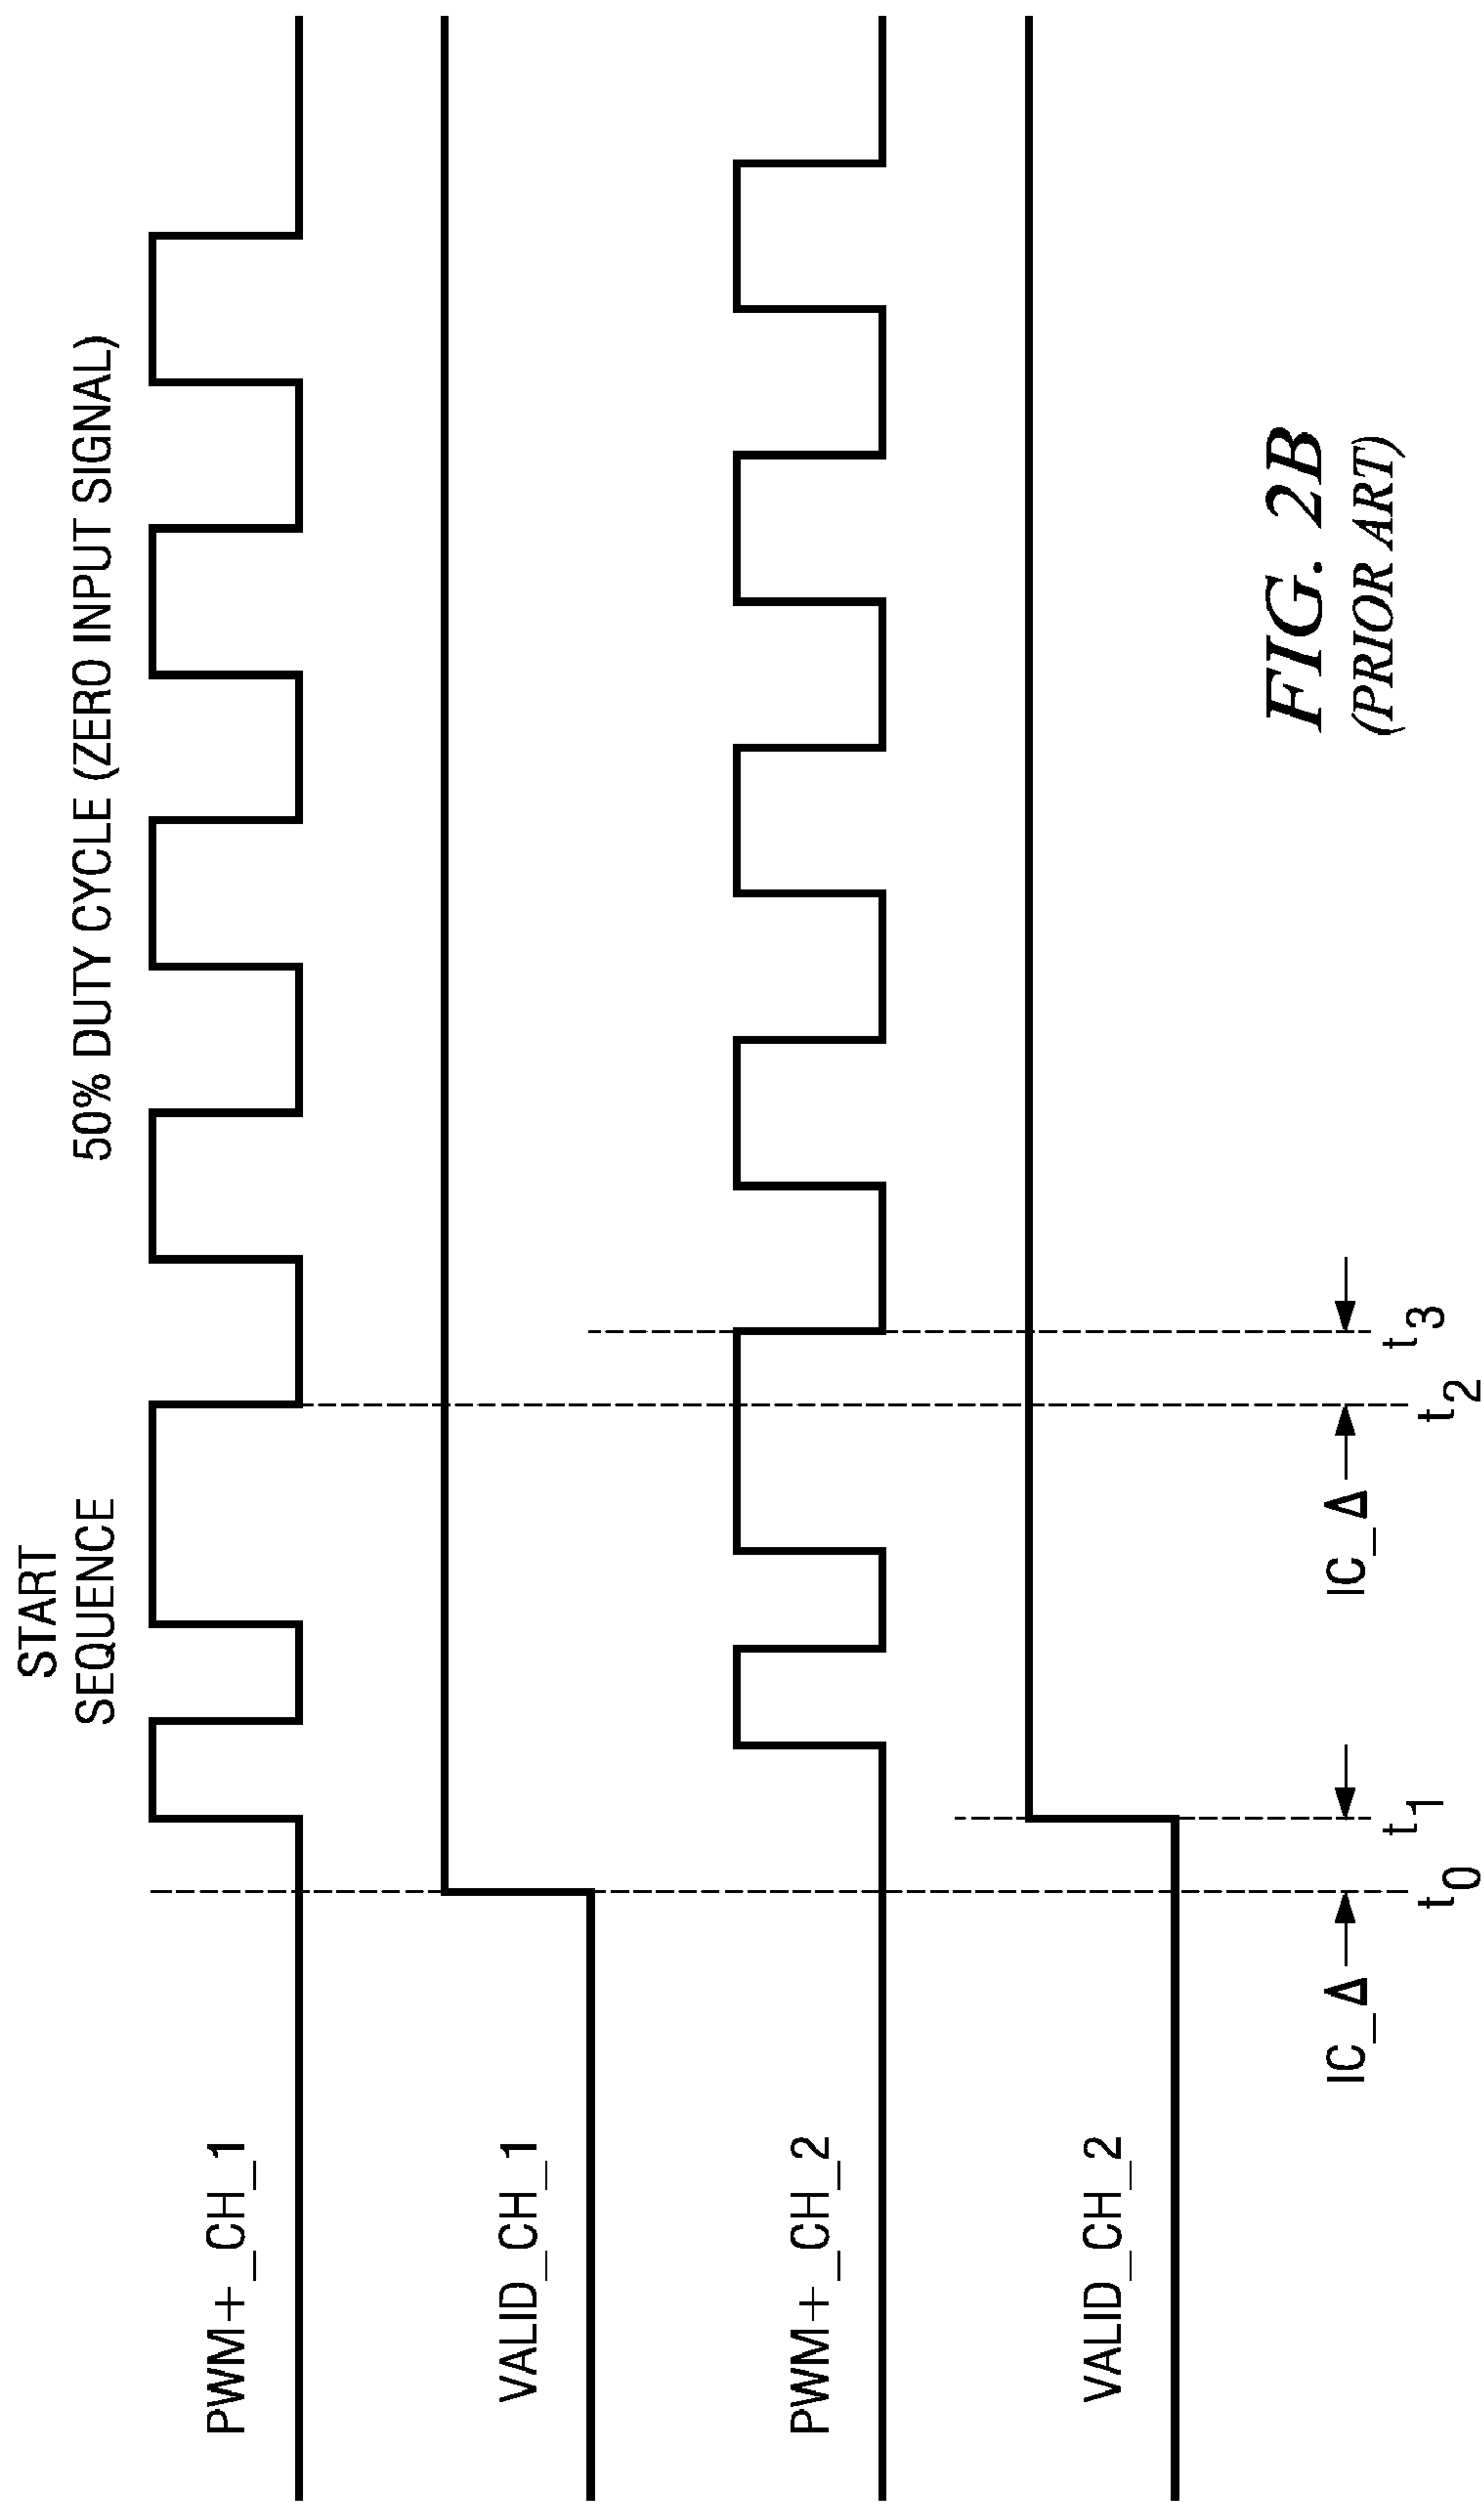 START
SEQUENCE
50% DUTY CYCLE (ZERO INPUT SIGNAL)
PWM+_CH_1
VALID_CH_1
PWM+_CH_2
VALID_CH_2
IC_Δ
IC_Δ
t0
t1
t2
t3
FIG. 2B
(PRIOR ART)